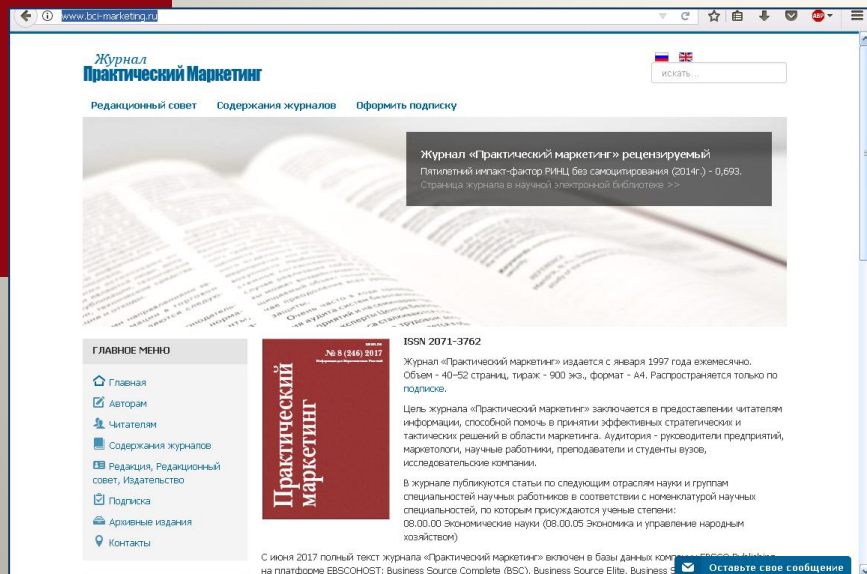 www.bci-marketing.ru
ABP
Журнал
Практический Маркетинг
искать...
Редакционный совет Содержания журналов Оформить подписку
Журнал «Практический маркетинг» рецензируемый
Пятилетний импакт-фактор РИНЦ без самоцитирования (2014г.) - 0,693.
Страница журнала в научной электронной библиотеке >>
ГЛАВНОЕ МЕНЮ
Главная
Авторам
Читателям
Содержания журналов
Редакция, Редакционный
совет, Издательство
Подписка
Архивные издания
Контакты
№ 8 (246) 2017
Практический
маркетинг
ISSN 2071-3762
Журнал «Практический маркетинг» издается с января 1997 года ежемесячно.
Объем - 40–52 страниц, тираж - 900 экз., формат - А4. Распространяется только по
подписке.
Цель журнала «Практический маркетинг» заключается в предоставлении читателям
информации, способной помочь в принятии эффективных стратегических и
тактических решений в области маркетинга. Аудитория - руководители предприятий,
маркетологи, научные работники, преподаватели и студенты вузов,
исследовательские компании.
В журнале публикуются статьи по следующим отраслям науки и группам
специальностей научных работников в соответствии с номенклатурой научных
специальностей, по которым присуждаются ученые степени:
08.00.00 Экономические науки (08.00.05 Экономика и управление народным
хозяйством)
С июня 2017 полный текст журнала «Практический маркетинг» включен в базы данных EBSCO Publishing
на платформе EBSCOHOST: Business Source Complete (BSC), Business Source Elite, Business
Оставьте свое сообщение